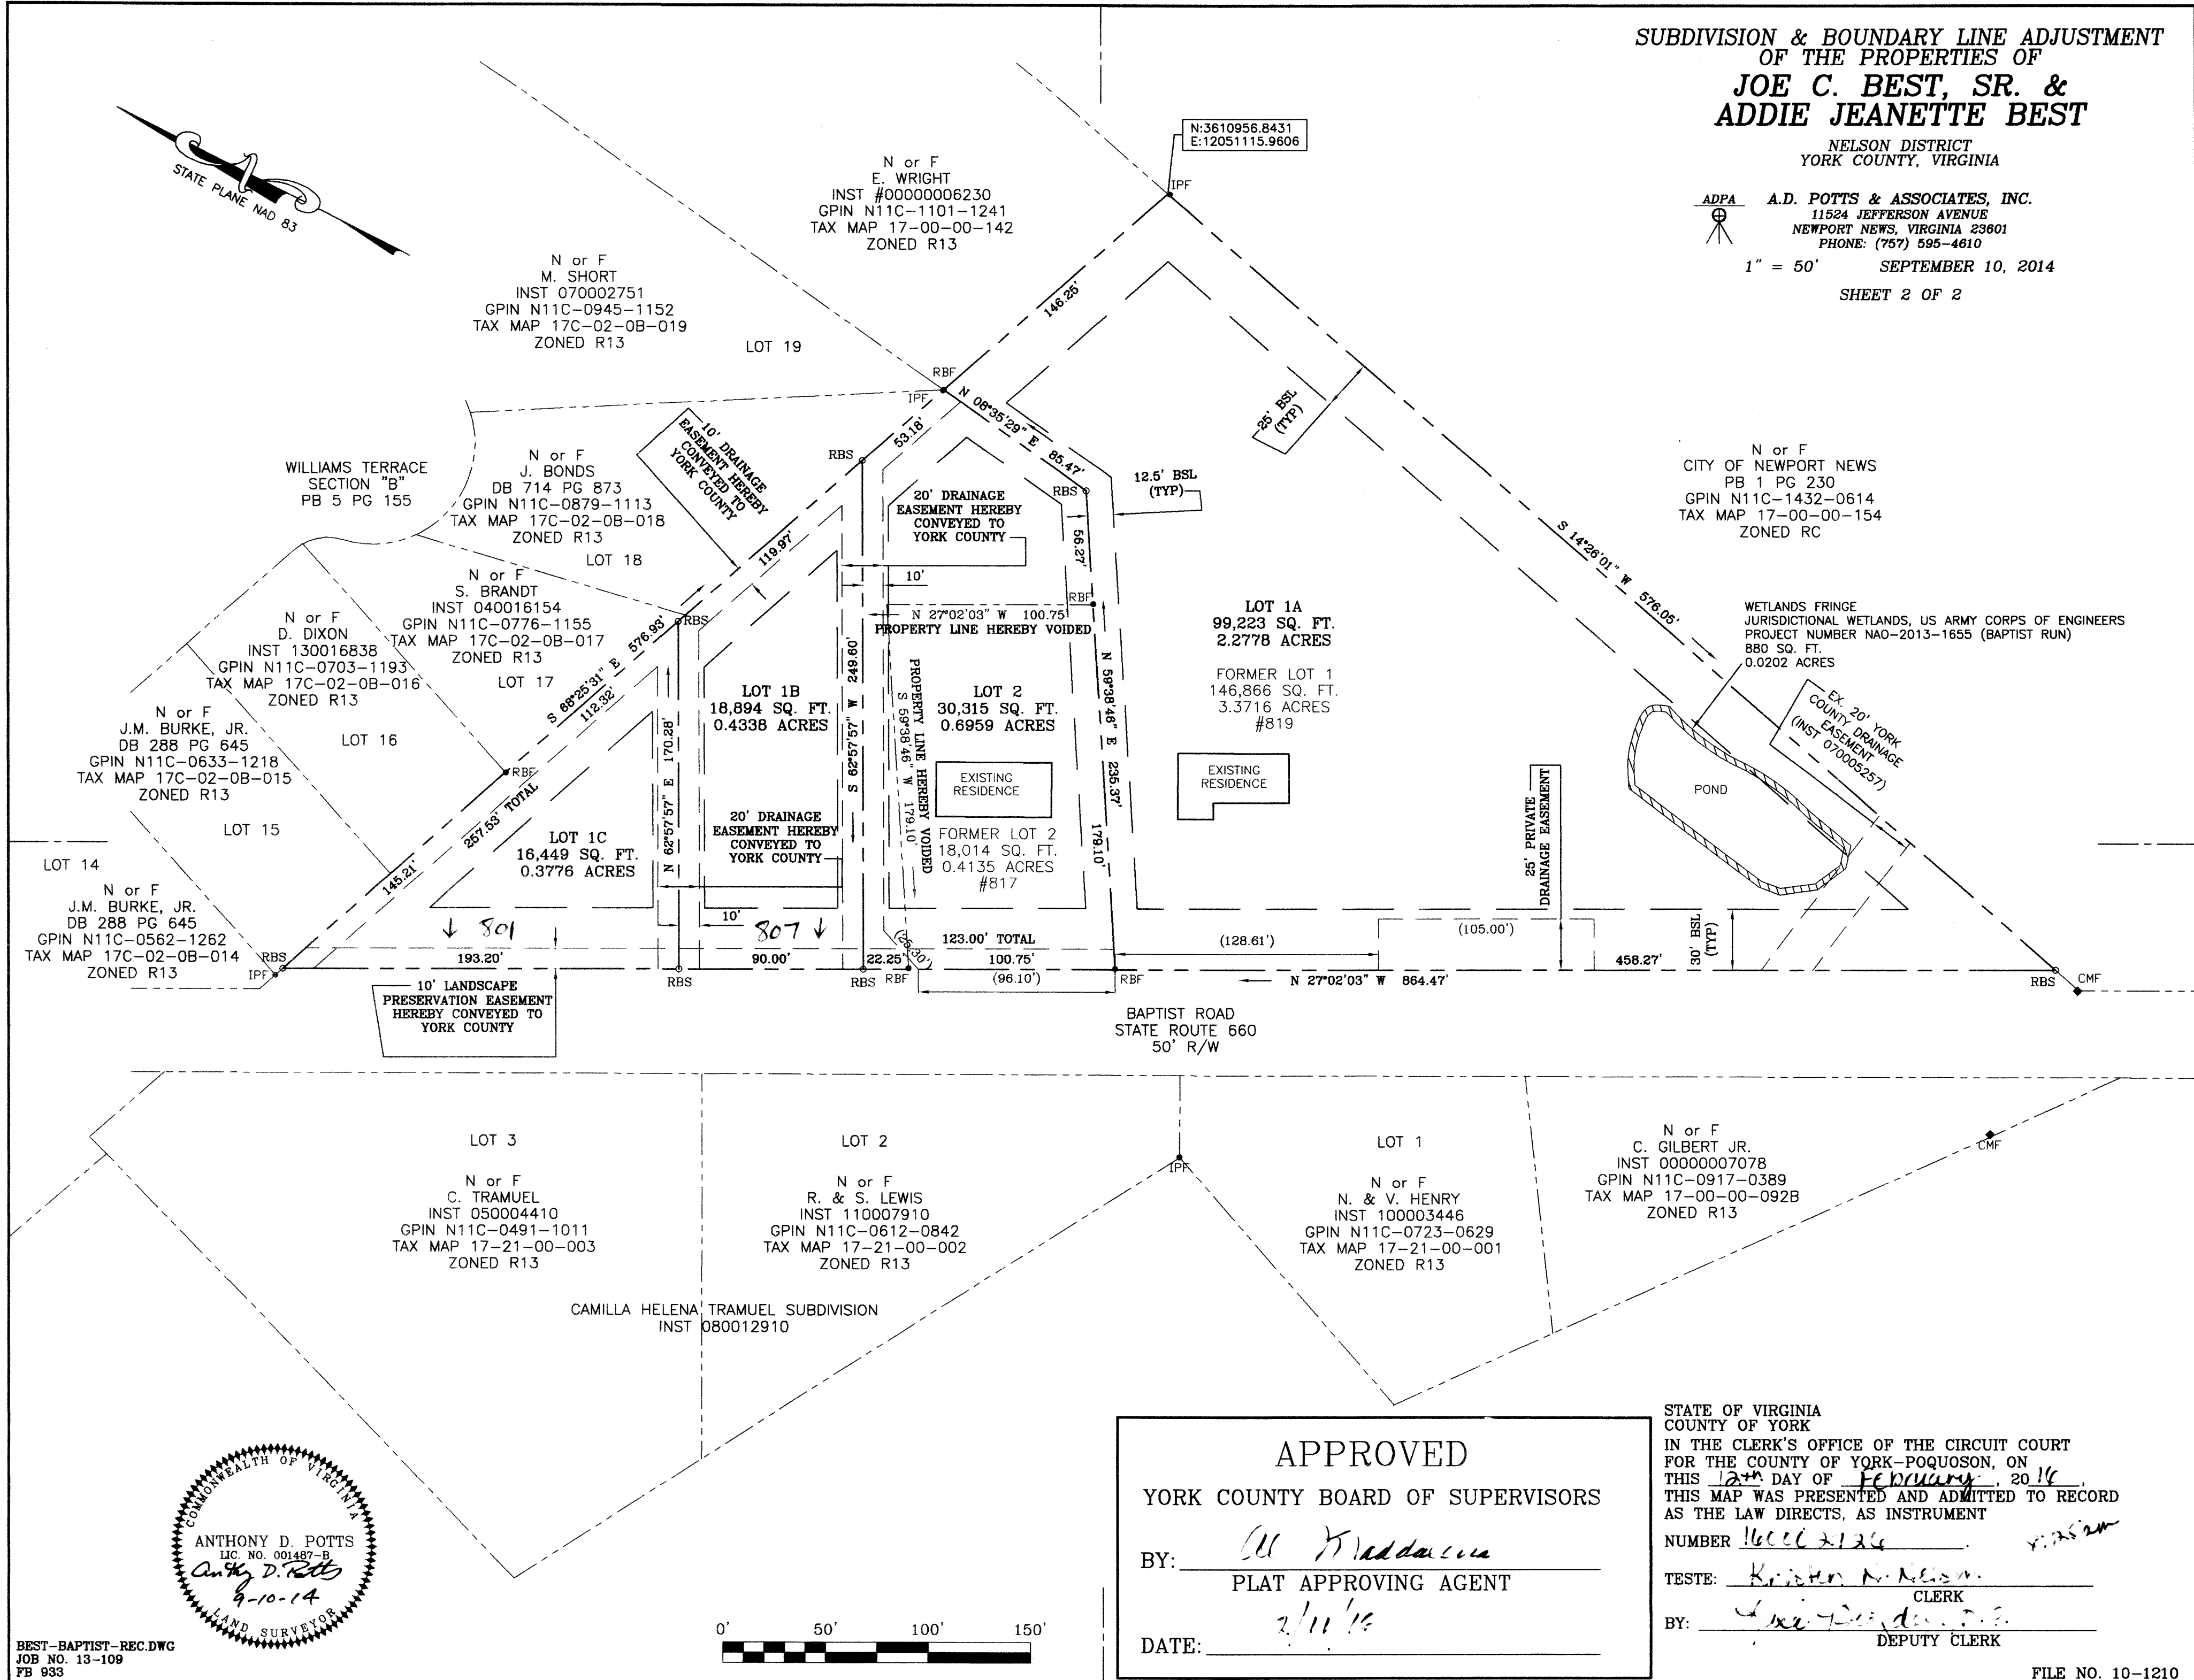 SUBDIVISION & BOUNDARY LINE ADJUSTMENT
OF THE PROPERTIES OF
JOE C. BEST, SR. &
ADDIE JEANETTE BEST
NELSON DISTRICT
YORK COUNTY, VIRGINIA
ADPA
A.D. POTTS & ASSOCIATES, INC.
11524 JEFFERSON AVENUE
NEWPORT NEWS, VIRGINIA 23601
PHONE: (757) 595-4610
1" = 50' SEPTEMBER 10, 2014
SHEET 2 OF 2
STATE PLANE NAD 83
N:3610956.8431
E:12051115.9606
IPF
N or F
E. WRIGHT
INST #00000006230
GPIN N11C-1101-1241
TAX MAP 17-00-00-142
ZONED R13
N or F
M. SHORT
INST 070002751
GPIN N11C-0945-1152
TAX MAP 17C-02-0B-019
ZONED R13
LOT 19
146.25'
RBF
IPF
N 08°35'29" E
85.47'
53.18'
RBS
RBS
25' BSL
(TYP)
12.5' BSL
(TYP)
10' DRAINAGE
EASEMENT HEREBY
CONVEYED TO
YORK COUNTY
WILLIAMS TERRACE
SECTION "B"
PB 5 PG 155
N or F
J. BONDS
DB 714 PG 873
GPIN N11C-0879-1113
TAX MAP 17C-02-0B-018
ZONED R13
LOT 18
119.97'
20' DRAINAGE
EASEMENT HEREBY
CONVEYED TO
YORK COUNTY
10'
56.27'
RBF
N or F
CITY OF NEWPORT NEWS
PB 1 PG 230
GPIN N11C-1432-0614
TAX MAP 17-00-00-154
ZONED RC
S 14°26'01" W 576.05'
N or F
S. BRANDT
INST 040016154
GPIN N11C-0776-1155
TAX MAP 17C-02-0B-017
ZONED R13
LOT 17
RBS
N or F
D. DIXON
INST 130016838
GPIN N11C-0703-1193
TAX MAP 17C-02-0B-016
ZONED R13
LOT 16
S 68°25'31" E 576.93'
112.32'
N 27°02'03" W 100.75'
PROPERTY LINE HEREBY VOIDED
LOT 1A
99,223 SQ. FT.
2.2778 ACRES
FORMER LOT 1
146,866 SQ. FT.
3.3716 ACRES
#819
WETLANDS FRINGE
JURISDICTIONAL WETLANDS, US ARMY CORPS OF ENGINEERS
PROJECT NUMBER NAO-2013-1655 (BAPTIST RUN)
880 SQ. FT.
0.0202 ACRES
EX. 20' YORK
COUNTY DRAINAGE
EASEMENT
(INST 070005257)
POND
N or F
J.M. BURKE, JR.
DB 288 PG 645
GPIN N11C-0633-1218
TAX MAP 17C-02-0B-015
ZONED R13
LOT 15
RBF
257.53' TOTAL
145.21'
LOT 1B
18,894 SQ. FT.
0.4338 ACRES
S 62°57'57" W 249.60'
N 62°57'57" E 170.28'
PROPERTY LINE HEREBY VOIDED
S 59°38'46" W 179.10'
LOT 2
30,315 SQ. FT.
0.6959 ACRES
EXISTING
RESIDENCE
FORMER LOT 2
18,014 SQ. FT.
0.4135 ACRES
#817
N 59°38'46" E 235.37'
179.10'
EXISTING
RESIDENCE
LOT 1C
16,449 SQ. FT.
0.3776 ACRES
20' DRAINAGE
EASEMENT HEREBY
CONVEYED TO
YORK COUNTY
25' PRIVATE
DRAINAGE EASEMENT
LOT 14
N or F
J.M. BURKE, JR.
DB 288 PG 645
GPIN N11C-0562-1262
TAX MAP 17C-02-0B-014
ZONED R13
RBS
IPF
801
10'
807
193.20'
90.00'
22.25'
(25.30')
123.00' TOTAL
100.75'
(96.10')
(128.61')
(105.00')
458.27'
30' BSL
(TYP)
RBS
RBS
RBF
RBF
N 27°02'03" W 864.47'
RBS
CMF
10' LANDSCAPE
PRESERVATION EASEMENT
HEREBY CONVEYED TO
YORK COUNTY
BAPTIST ROAD
STATE ROUTE 660
50' R/W
LOT 3
N or F
C. TRAMUEL
INST 050004410
GPIN N11C-0491-1011
TAX MAP 17-21-00-003
ZONED R13
LOT 2
N or F
R. & S. LEWIS
INST 110007910
GPIN N11C-0612-0842
TAX MAP 17-21-00-002
ZONED R13
IPF
LOT 1
N or F
N. & V. HENRY
INST 100003446
GPIN N11C-0723-0629
TAX MAP 17-21-00-001
ZONED R13
N or F
C. GILBERT JR.
INST 00000007078
GPIN N11C-0917-0389
TAX MAP 17-00-00-092B
ZONED R13
CMF
CAMILLA HELENA TRAMUEL SUBDIVISION
INST 080012910
COMMONWEALTH OF VIRGINIA
ANTHONY D. POTTS
LIC. NO. 001487-B
Anthony D. Potts
9-10-14
LAND SURVEYOR
BEST-BAPTIST-REC.DWG
JOB NO. 13-109
FB 933
0' 50' 100' 150'
APPROVED
YORK COUNTY BOARD OF SUPERVISORS
BY:
PLAT APPROVING AGENT
DATE: 2/11/16
STATE OF VIRGINIA
COUNTY OF YORK
IN THE CLERK'S OFFICE OF THE CIRCUIT COURT
FOR THE COUNTY OF YORK-POQUOSON, ON
THIS 12th DAY OF February, 2016,
THIS MAP WAS PRESENTED AND ADMITTED TO RECORD
AS THE LAW DIRECTS, AS INSTRUMENT
NUMBER
TESTE: Kristen N. Nelson
CLERK
BY:
DEPUTY CLERK
FILE NO. 10-1210